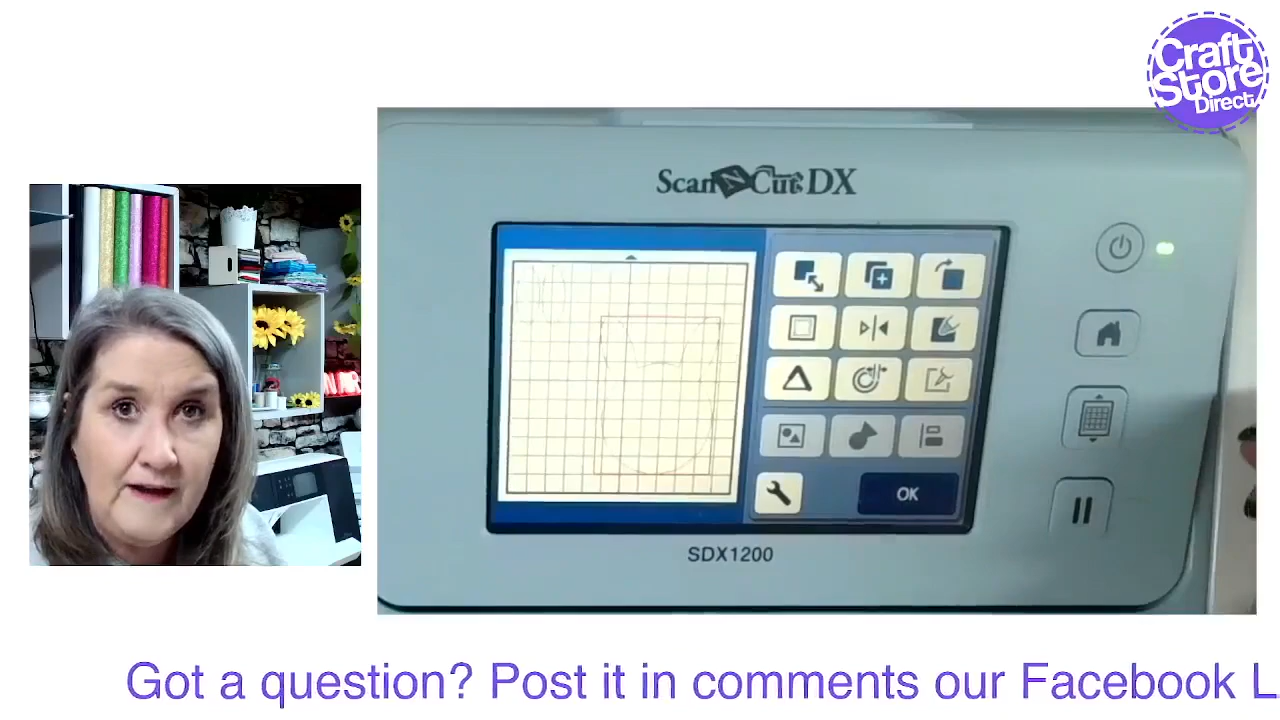 Craft
Store
Direct
ScanNCut DX
OK
SDX1200
Got a question? Post it in comments our Facebook L